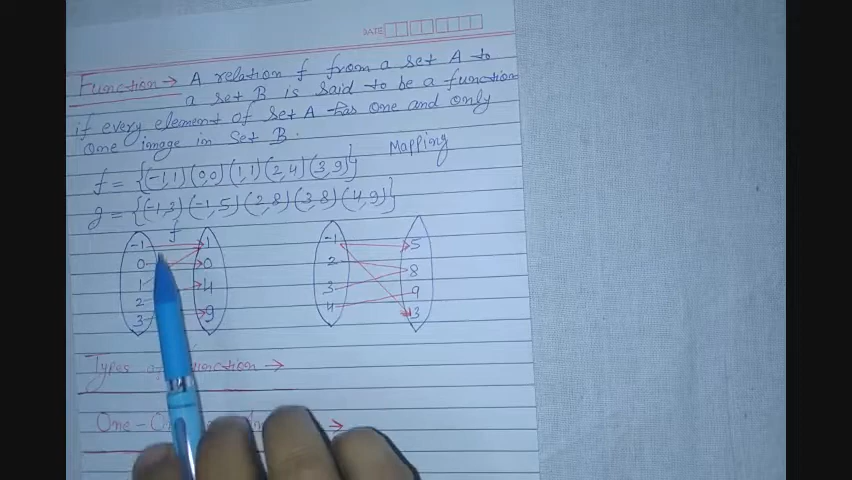 DATE
Function → A relation f from a set A to
a set B is said to be a function
if every element of set A has one and only
one image in set B.
f = {(-1,1) (0,0) (1,1) (2,4) (3,9)} Mapping
g = {(-1,3) (-1,5) (2,8) (3,8) (4,9)}
f
-1 1 -1 5
0 0 2 8
1 4 3 9
2 9 4 3
3
Types of function →
One-